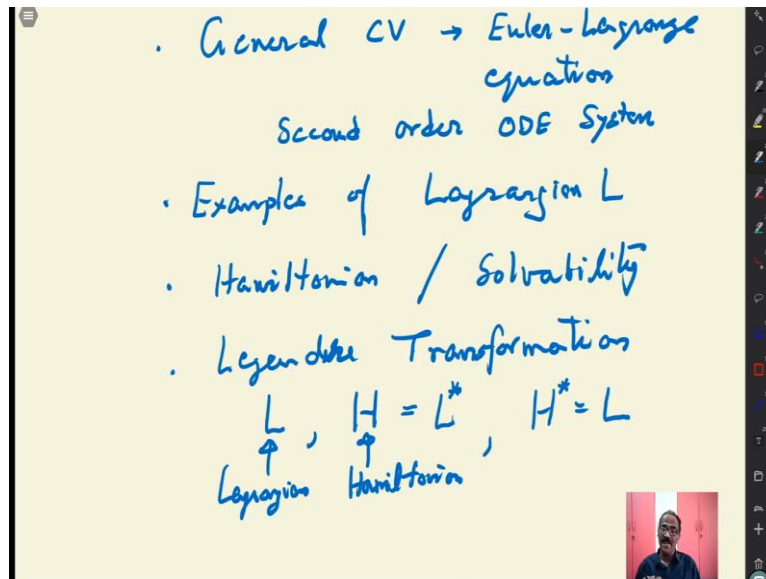 . General CV → Euler-Lagrange
equation
Second order ODE System
. Examples of Lagrangian L
. Hamiltonian / Solvability
. Legendre Transformation
L , H = L* , H* = L
↑ ↑
Lagrangian Hamiltonian